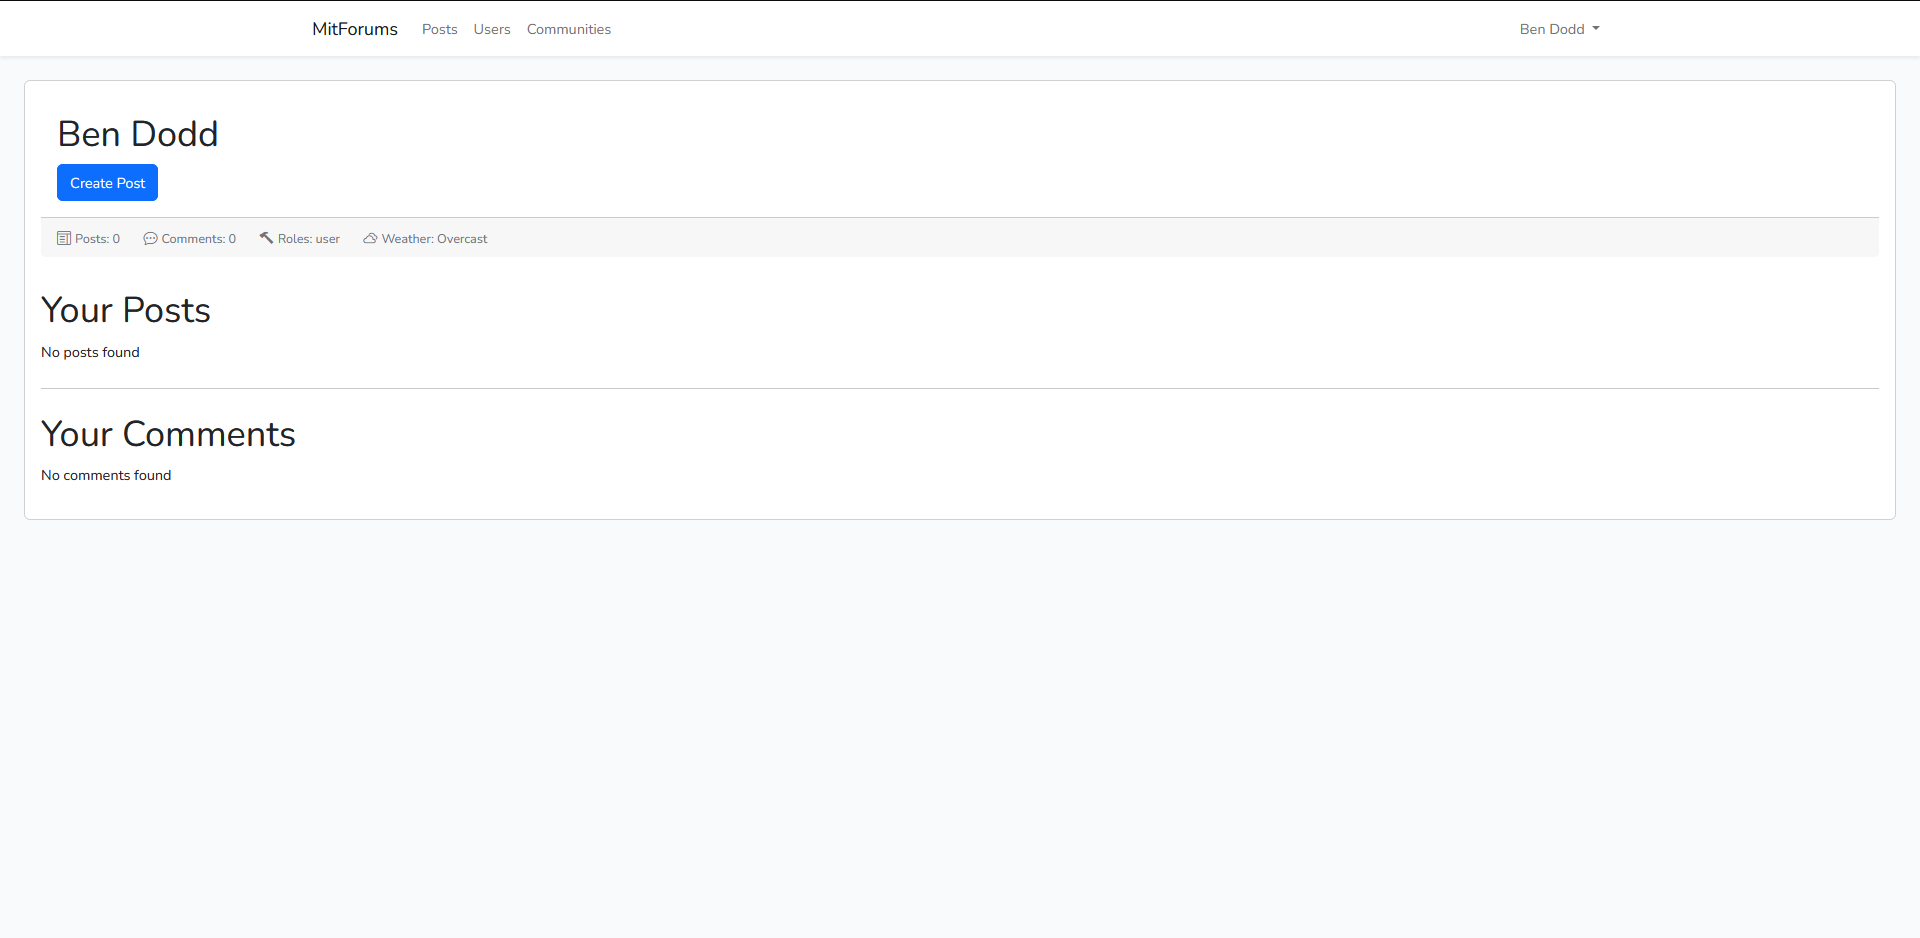 MitForums Posts Users Communities Ben Dodd
Ben Dodd
Create Post
Posts: 0 Comments: 0 Roles: user Weather: Overcast
Your Posts
No posts found
Your Comments
No comments found